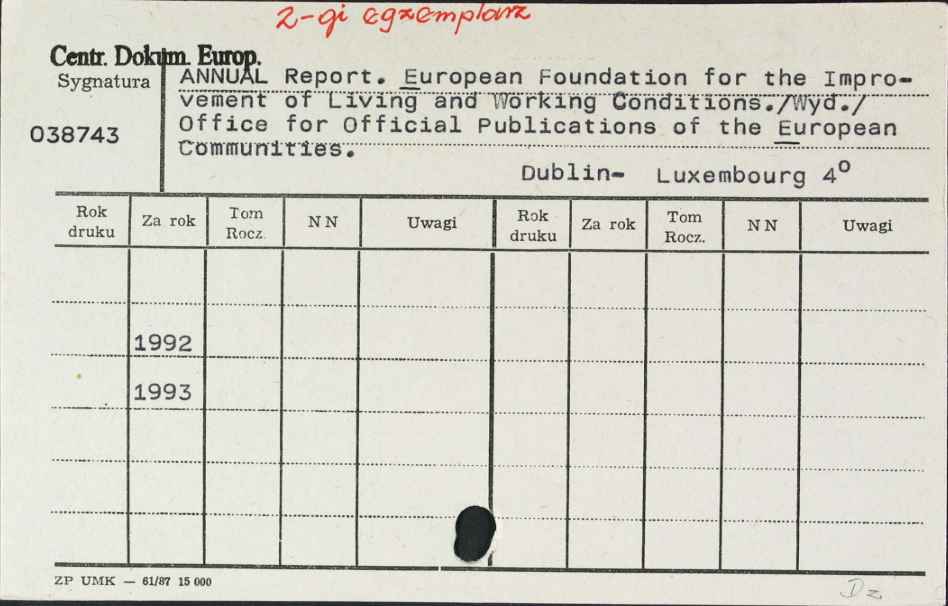 2-gi egzemplarz
Centr. Dokum. Europ.
Sygnatura
038743
ANNUAL Report. European Foundation for the Impro-
vement of Living and Working Conditions./Wyd./
Office for Official Publications of the European
Communities.
Dublin- Luxembourg 4º
Rok druku Za rok Tom Rocz. N N Uwagi Rok druku Za rok Tom Rocz. N N Uwagi
1992
1993
ZP UMK — 61/87 15 000
Dz